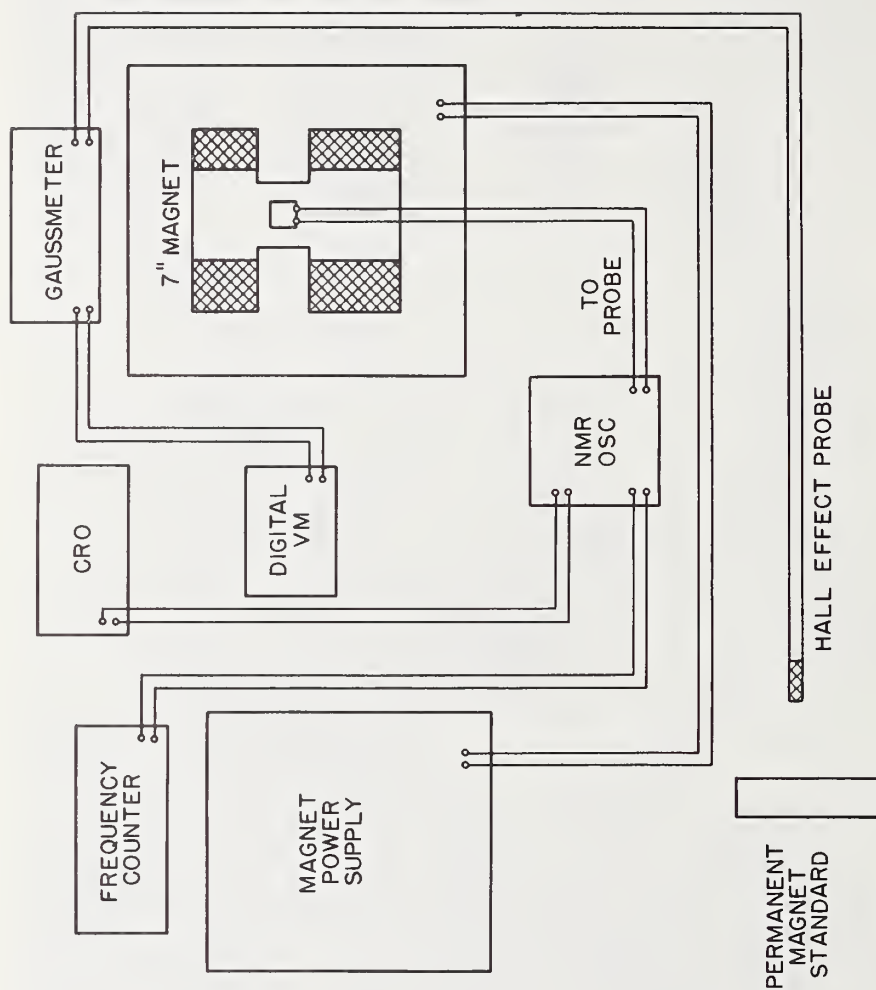 FREQUENCY
COUNTER
CRO
GAUSSMETER
MAGNET
POWER
SUPPLY
DIGITAL
VM
7" MAGNET
NMR
OSC
TO
PROBE
PERMANENT
MAGNET
STANDARD
HALL EFFECT PROBE